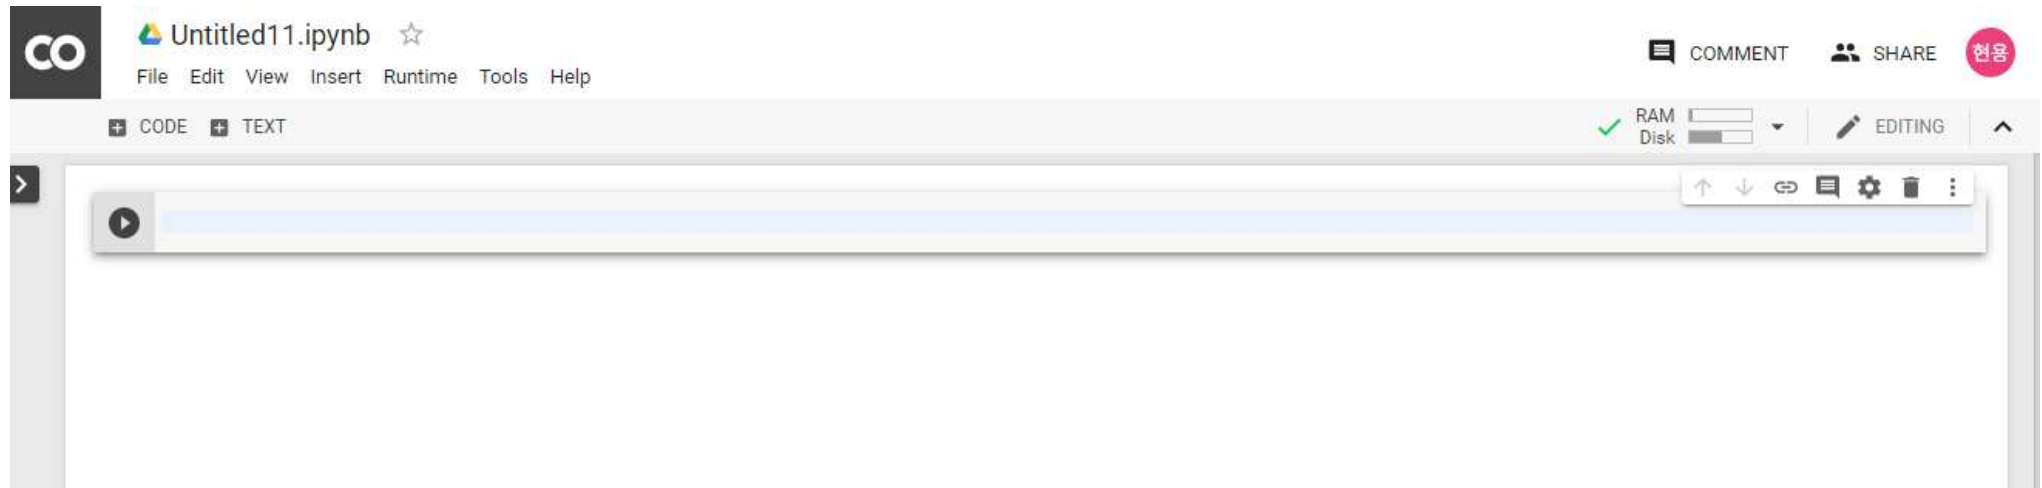 CO
Untitled11.ipynb
COMMENT SHARE 현용
File Edit View Insert Runtime Tools Help
CODE TEXT
RAM
Disk
EDITING